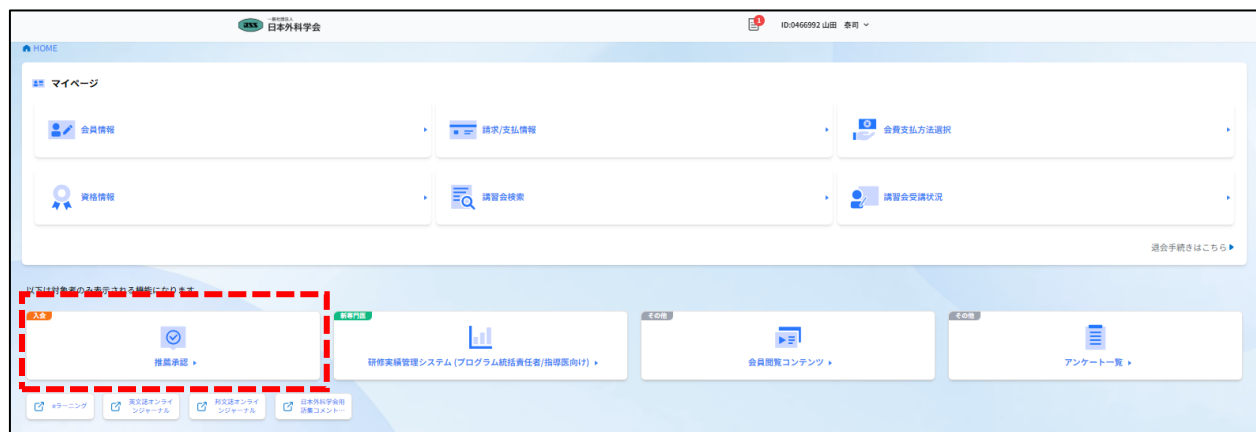 JSS 一般社団法人
日本外科学会
1
ID:0466992 山田 泰司
HOME
マイページ
会員情報
請求/支払情報
会費支払方法選択
資格情報
講習会検索
講習会受講状況
退会手続きはこちら
以下は対象者のみ表示される機能になります
入会
推薦承認
新専門医
研修実績管理システム (プログラム統括責任者/指導医向け)
その他
会員閲覧コンテンツ
その他
アンケート一覧
eラーニング
英文誌オンライ
ンジャーナル
邦文誌オンライ
ンジャーナル
日本外科学会用
語集コメント…